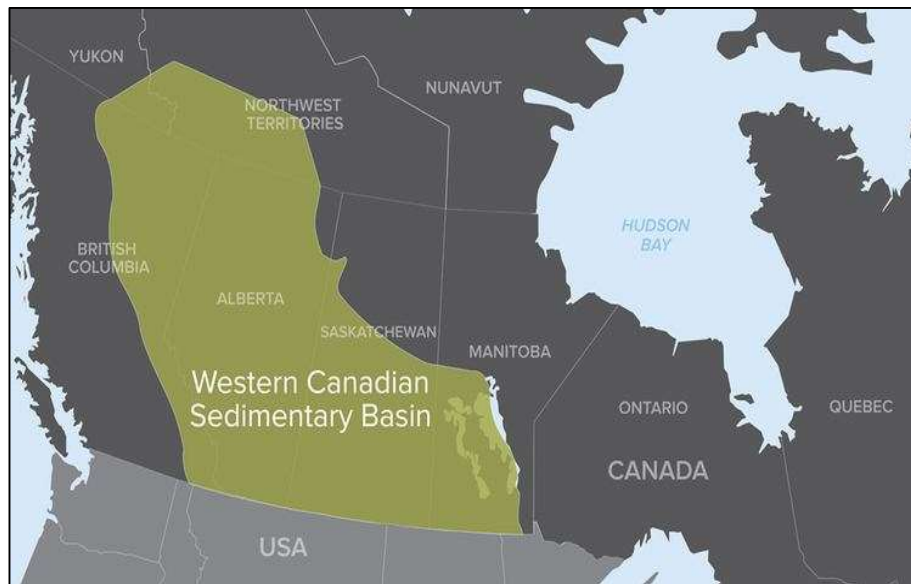 YUKON
NORTHWEST
TERRITORIES
NUNAVUT
HUDSON
BAY
BRITISH
COLUMBIA
ALBERTA
SASKATCHEWAN
MANITOBA
Western Canadian
Sedimentary Basin
ONTARIO
QUEBEC
CANADA
USA